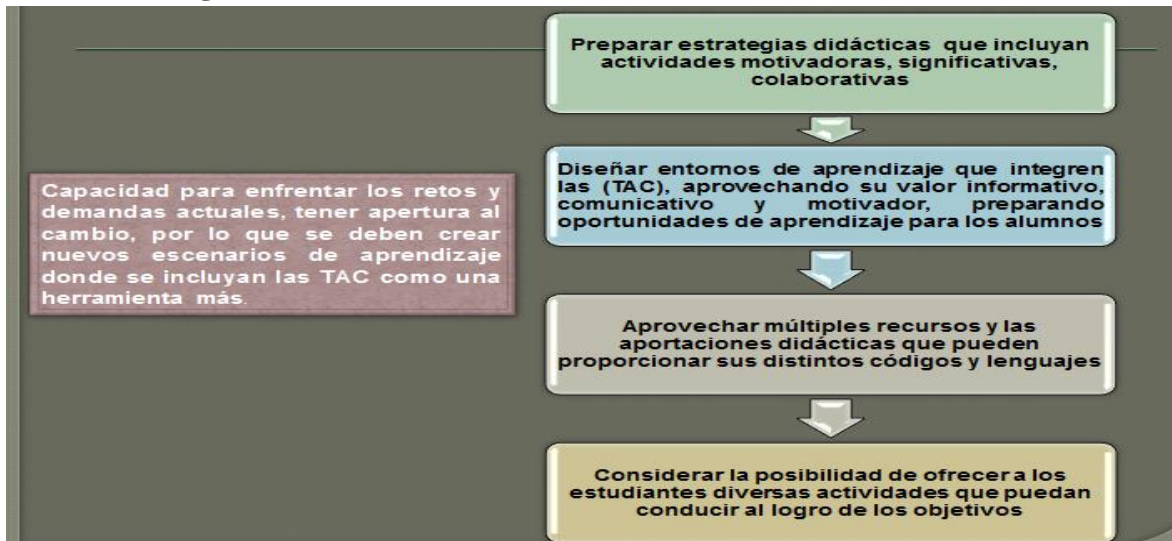 Preparar estrategias didácticas que incluyan
actividades motivadoras, significativas,
colaborativas
Capacidad para enfrentar los retos y
demandas actuales, tener apertura al
cambio, por lo que se deben crear
nuevos escenarios de aprendizaje
donde se incluyan las TAC como una
herramienta más.
Diseñar entornos de aprendizaje que integren
las (TAC), aprovechando su valor informativo,
comunicativo y motivador, preparando
oportunidades de aprendizaje para los alumnos
Aprovechar múltiples recursos y las
aportaciones didácticas que pueden
proporcionar sus distintos códigos y lenguajes
Considerar la posibilidad de ofrecer a los
estudiantes diversas actividades que puedan
conducir al logro de los objetivos